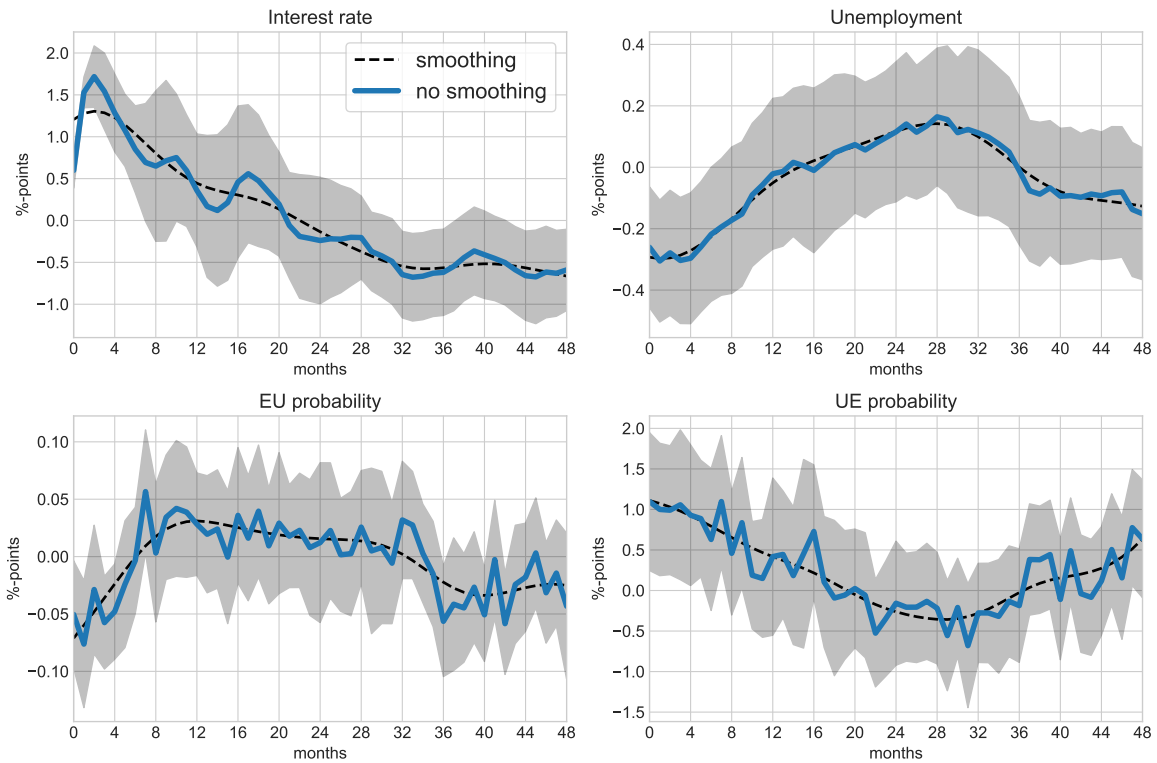 Interest rate
2.0
1.5
1.0
0.5
0.0
−0.5
−1.0
%-points
smoothing
no smoothing
0 4 8 12 16 20 24 28 32 36 40 44 48
months
Unemployment
0.4
0.2
0.0
−0.2
−0.4
%-points
0 4 8 12 16 20 24 28 32 36 40 44 48
months
EU probability
0.10
0.05
0.00
−0.05
−0.10
%-points
0 4 8 12 16 20 24 28 32 36 40 44 48
months
UE probability
2.0
1.5
1.0
0.5
0.0
−0.5
−1.0
−1.5
%-points
0 4 8 12 16 20 24 28 32 36 40 44 48
months